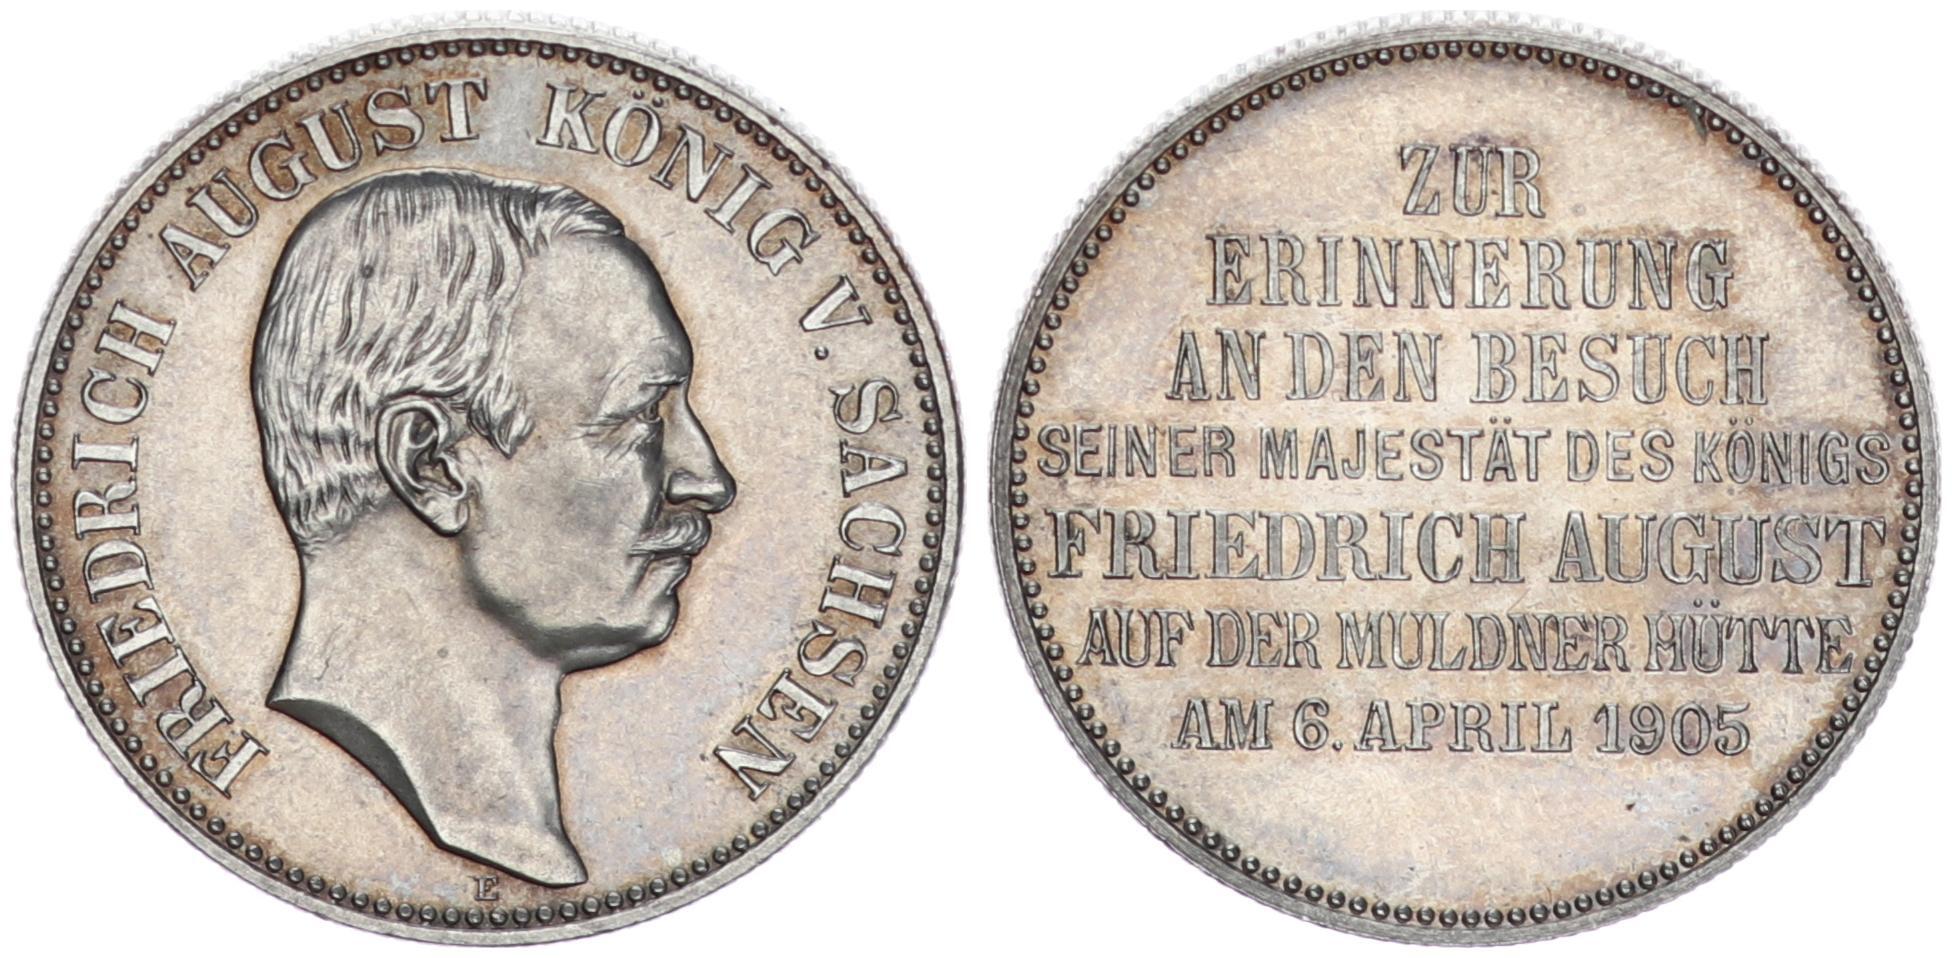 FRIEDRICH AUGUST KÖNIG V. SACHSEN
E
ZUR
ERINNERUNG
AN DEN BESUCH
SEINER MAJESTÄT DES KÖNIGS
FRIEDRICH AUGUST
AUF DER MULDNER HÜTTE
AM 6. APRIL 1905